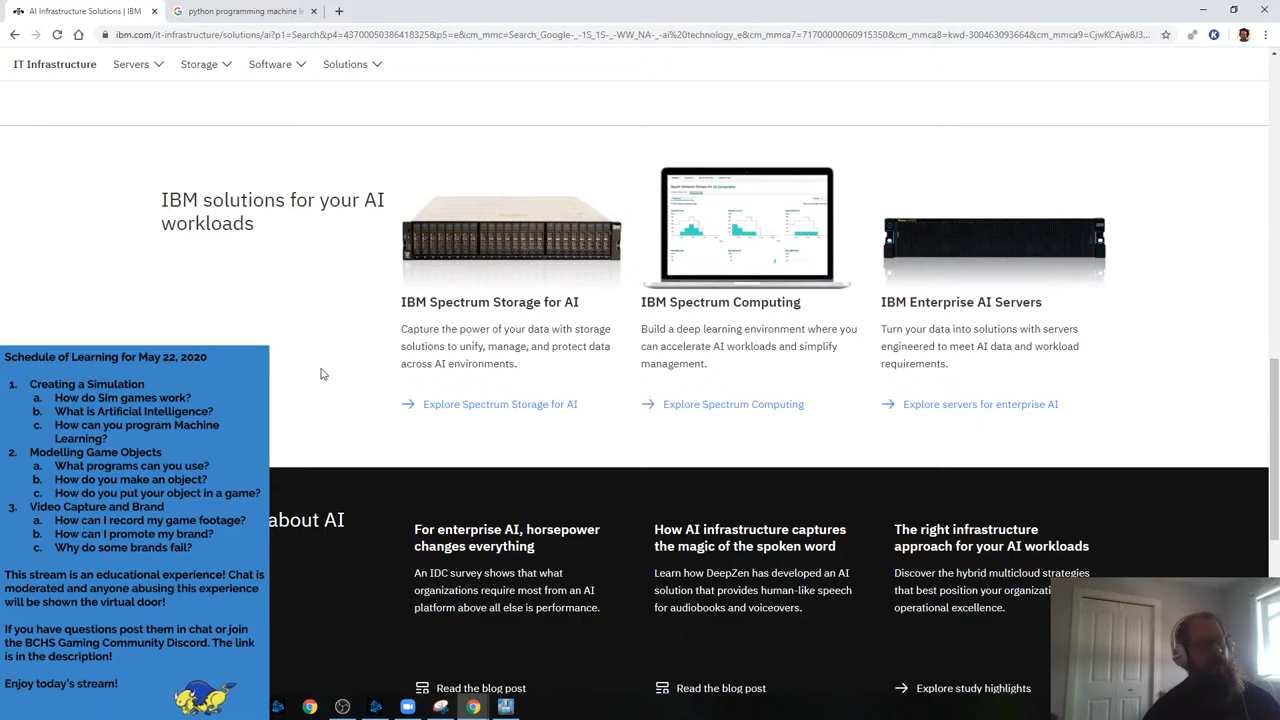 AI Infrastructure Solutions | IBM
python programming machine le
ibm.com/it-infrastructure/solutions/ai?p1=Search&p4=43700050386418325&p5=e&cm_mmc=Search_Google-_-1S_1S-_-WW_NA-_-ai%20technology_e&cm_mmca7=71700000060915350&cm_mmca8=kwd-300463093664&cm_mmca9=CjwKCAjw8J3...
IT Infrastructure
Servers
Storage
Software
Solutions
IBM solutions for your AI
workloads
IBM Spectrum Storage for AI
Capture the power of your data with storage
solutions to unify, manage, and protect data
across AI environments.
Explore Spectrum Storage for AI
IBM Spectrum Computing
Build a deep learning environment where you
can accelerate AI workloads and simplify
management.
Explore Spectrum Computing
IBM Enterprise AI Servers
Turn your data into solutions with servers
engineered to meet AI data and workload
requirements.
Explore servers for enterprise AI
Schedule of Learning for May 22, 2020
1. Creating a Simulation
a. How do Sim games work?
b. What is Artificial Intelligence?
c. How can you program Machine
Learning?
2. Modelling Game Objects
a. What programs can you use?
b. How do you make an object?
c. How do you put your object in a game?
3. Video Capture and Brand
a. How can I record my game footage?
b. How can I promote my brand?
c. Why do some brands fail?
This stream is an educational experience! Chat is
moderated and anyone abusing this experience
will be shown the virtual door!
If you have questions post them in chat or join
the BCHS Gaming Community Discord. The link
is in the description!
Enjoy today's stream!
about AI
For enterprise AI, horsepower
changes everything
An IDC survey shows that what
organizations require most from an AI
platform above all else is performance.
Read the blog post
How AI infrastructure captures
the magic of the spoken word
Learn how DeepZen has developed an AI
solution that provides human-like speech
for audiobooks and voiceovers.
Read the blog post
The right infrastructure
approach for your AI workloads
Discover the hybrid multicloud strategies
that best position your organiz
operational excellence.
Explore study highlights